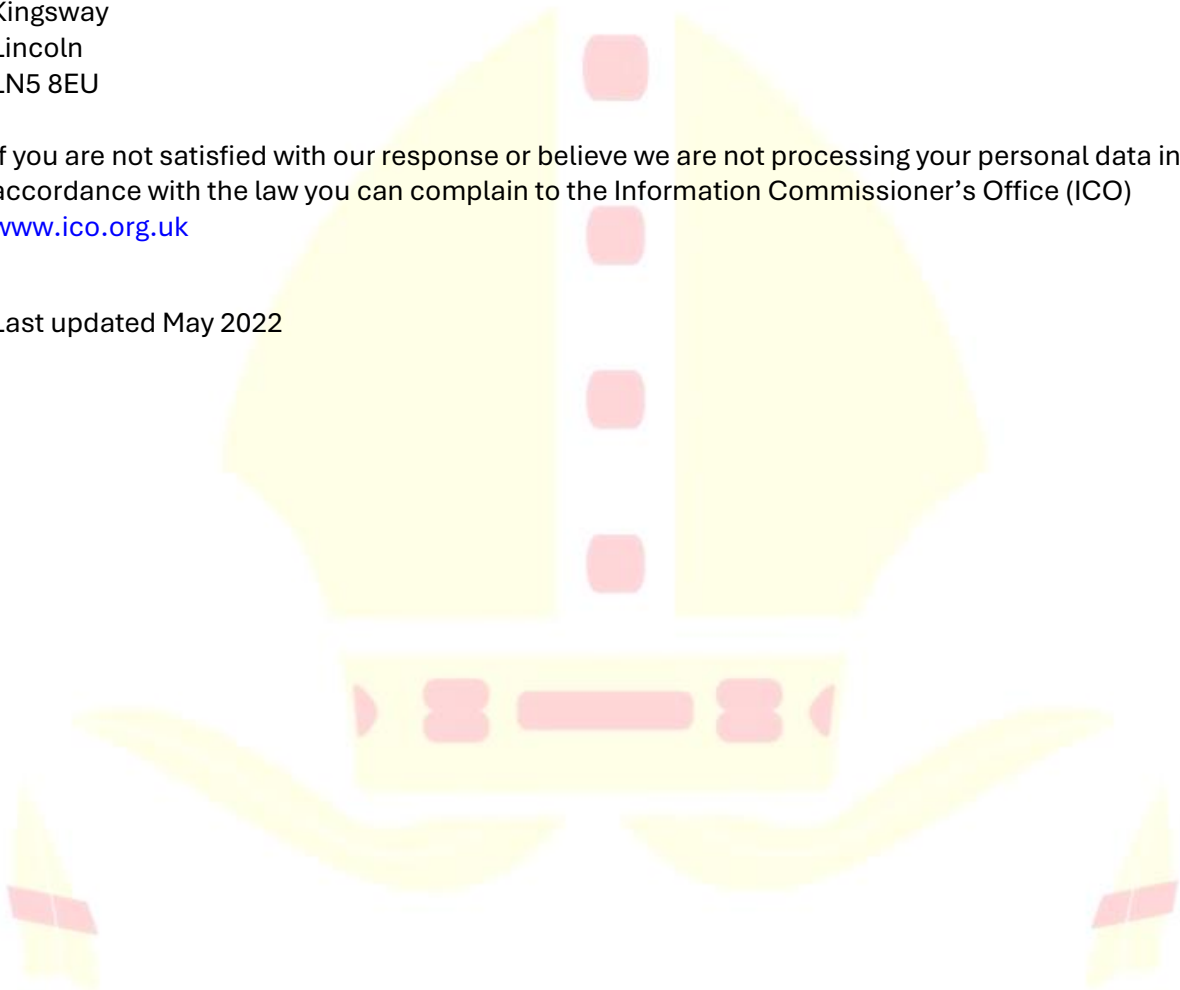 Kingsway
Lincoln
LN5 8EU
If you are not satisfied with our response or believe we are not processing your personal data in
accordance with the law you can complain to the Information Commissioner’s Office (ICO)
www.ico.org.uk
Last updated May 2022